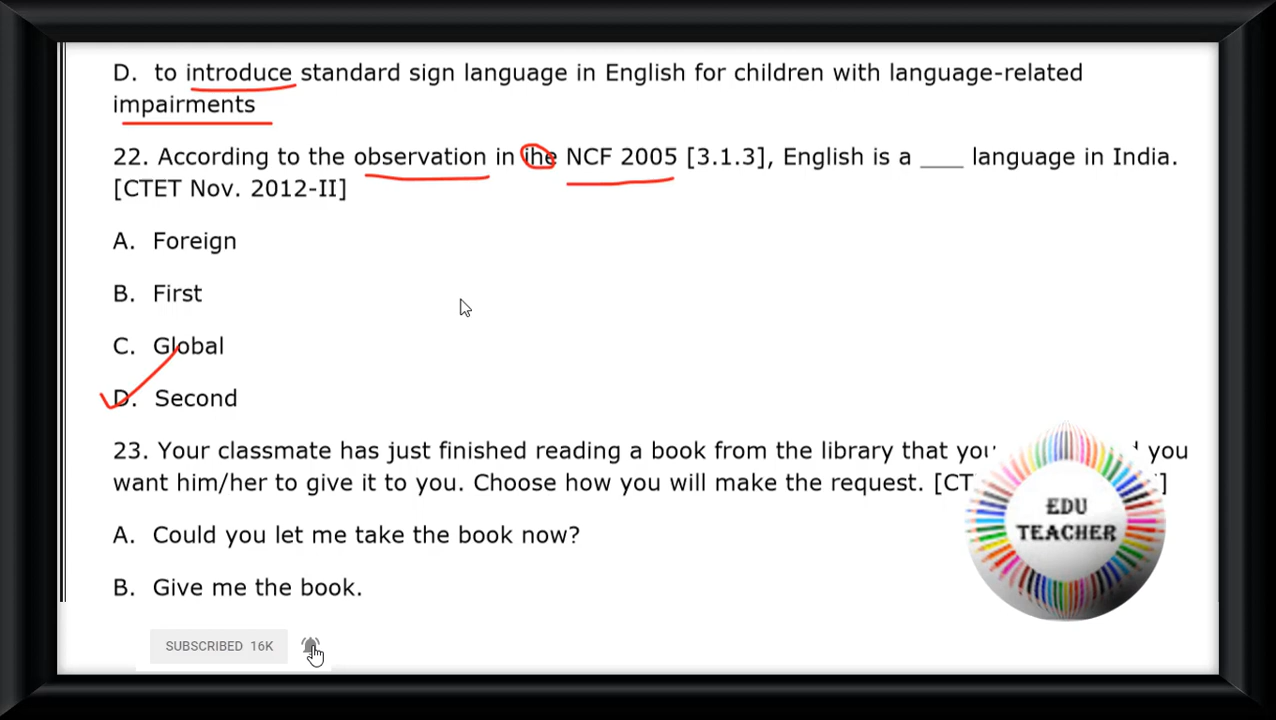 D. to introduce standard sign language in English for children with language-related
impairments
22. According to the observation in ihe NCF 2005 [3.1.3], English is a ____ language in India.
[CTET Nov. 2012-II]
A. Foreign
B. First
C. Global
D. Second
23. Your classmate has just finished reading a book from the library that you
you
want him/her to give it to you. Choose how you will make the request. [CT
]
EDU
TEACHER
A. Could you let me take the book now?
B. Give me the book.
SUBSCRIBED 16K